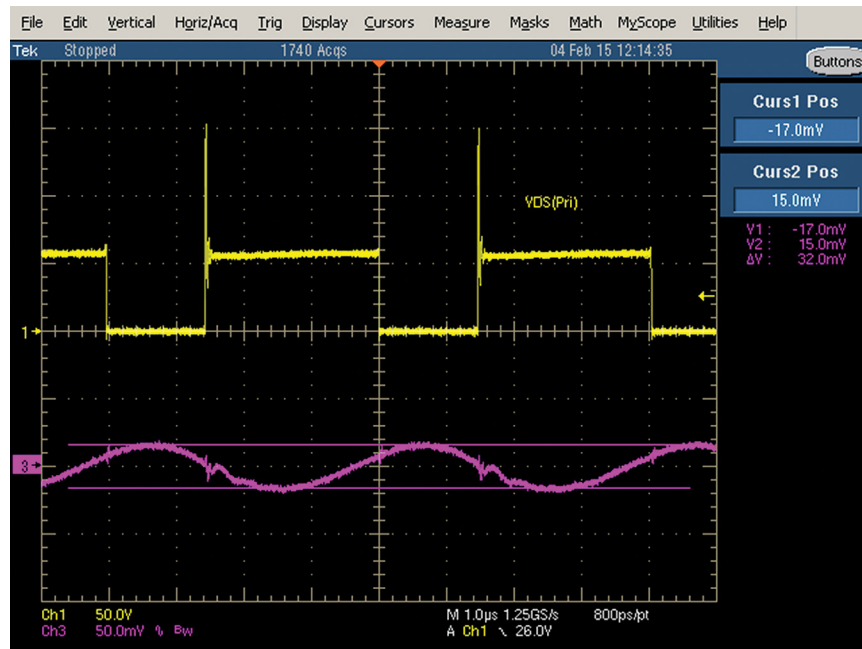 File Edit Vertical Horiz/Acq Trig Display Cursors Measure Masks Math MyScope Utilities Help
Tek Stopped 1740 Acqs 04 Feb 15 12:14:35
Buttons
Curs1 Pos
-17.0mV
Curs2 Pos
15.0mV
V1 : -17.0mV
V2 : 15.0mV
ΔV : 32.0mV
VDS(Pri)
1
3
Ch1 50.0V M 1.0µs 1.25GS/s 800ps/pt
Ch3 50.0mV ∿ Bw A Ch1 ∖ 26.0V